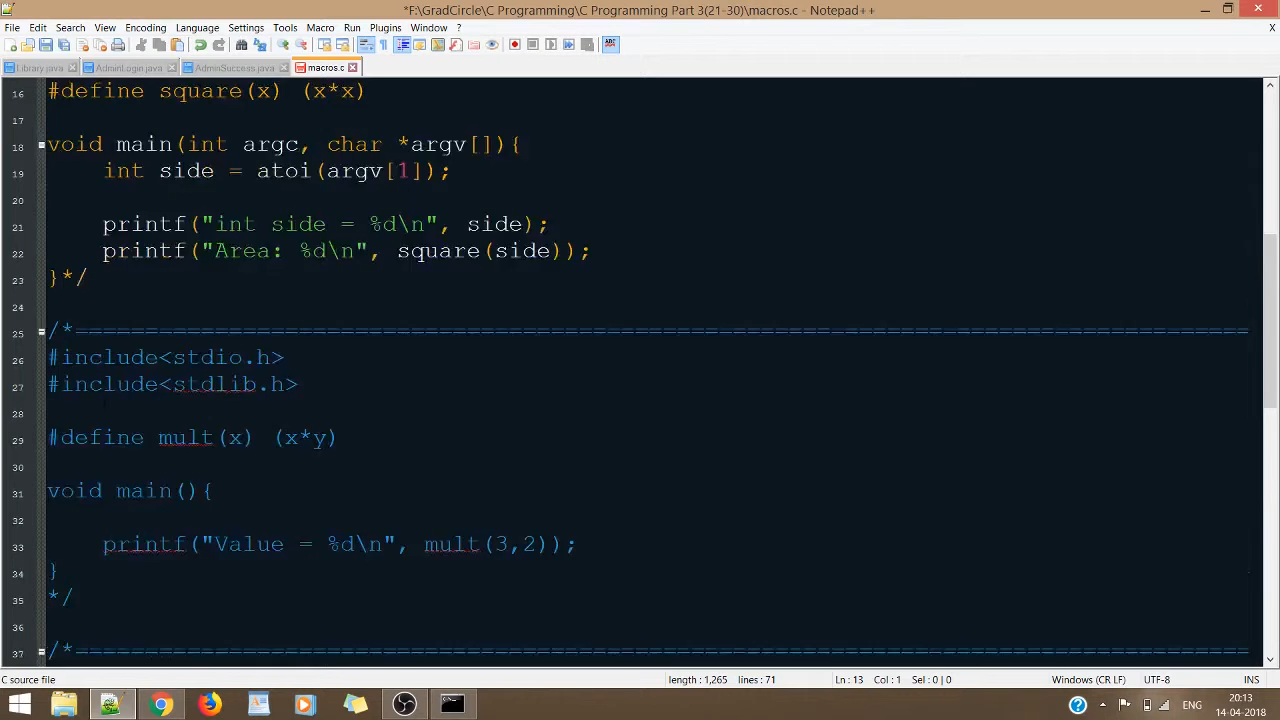 *F:\GradCircle\C Programming\C Programming Part 3(21-30)\macros.c - Notepad++
File Edit Search View Encoding Language Settings Tools Macro Run Plugins Window ? X
Library.java AdminLogin.java AdminSuccess.java macros.c
16 #define square(x) (x*x)
17
18 void main(int argc, char *argv[]){
19 int side = atoi(argv[1]);
20
21 printf("int side = %d\n", side);
22 printf("Area: %d\n", square(side));
23 }*/
24
25 /*=====================================================================================
26 #include<stdio.h>
27 #include<stdlib.h>
28
29 #define mult(x) (x*y)
30
31 void main(){
32
33 printf("Value = %d\n", mult(3,2));
34 }
35 */
36
37 /*=====================================================================================
C source file length : 1,265 lines : 71 Ln : 13 Col : 1 Sel : 0 | 0 Windows (CR LF) UTF-8 INS
ENG 20:13
14-04-2018